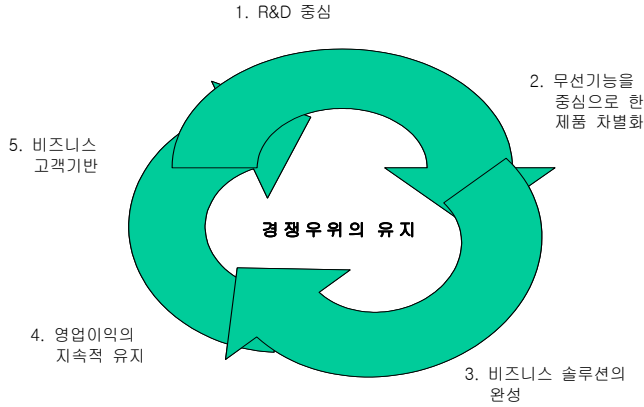 1. R&D 중심
2. 무선기능을
중심으로 한
제품 차별화
5. 비즈니스
고객기반
경쟁우위의 유지
4. 영업이익의
지속적 유지
3. 비즈니스 솔루션의
완성